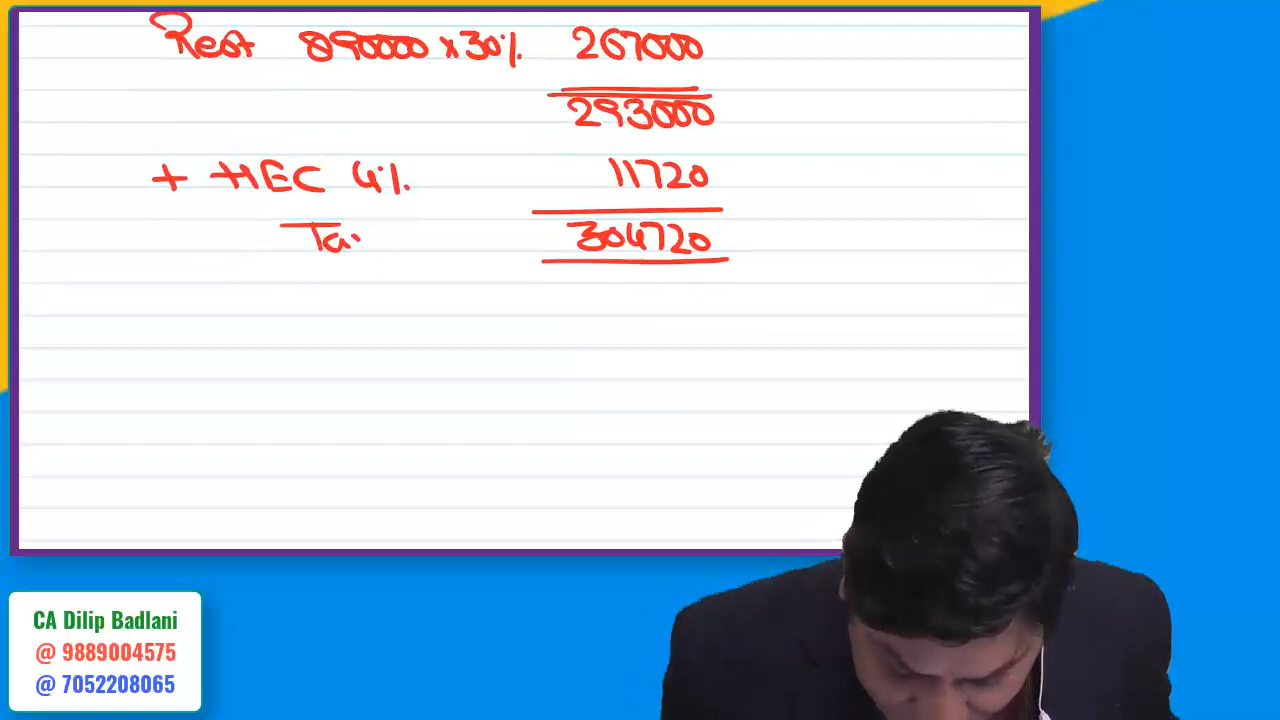 Rest 890000 x 30% 267000
293000
+ HEC 4% 11720
Ta 304720
CA Dilip Badlani
@ 9889004575
@ 7052208065